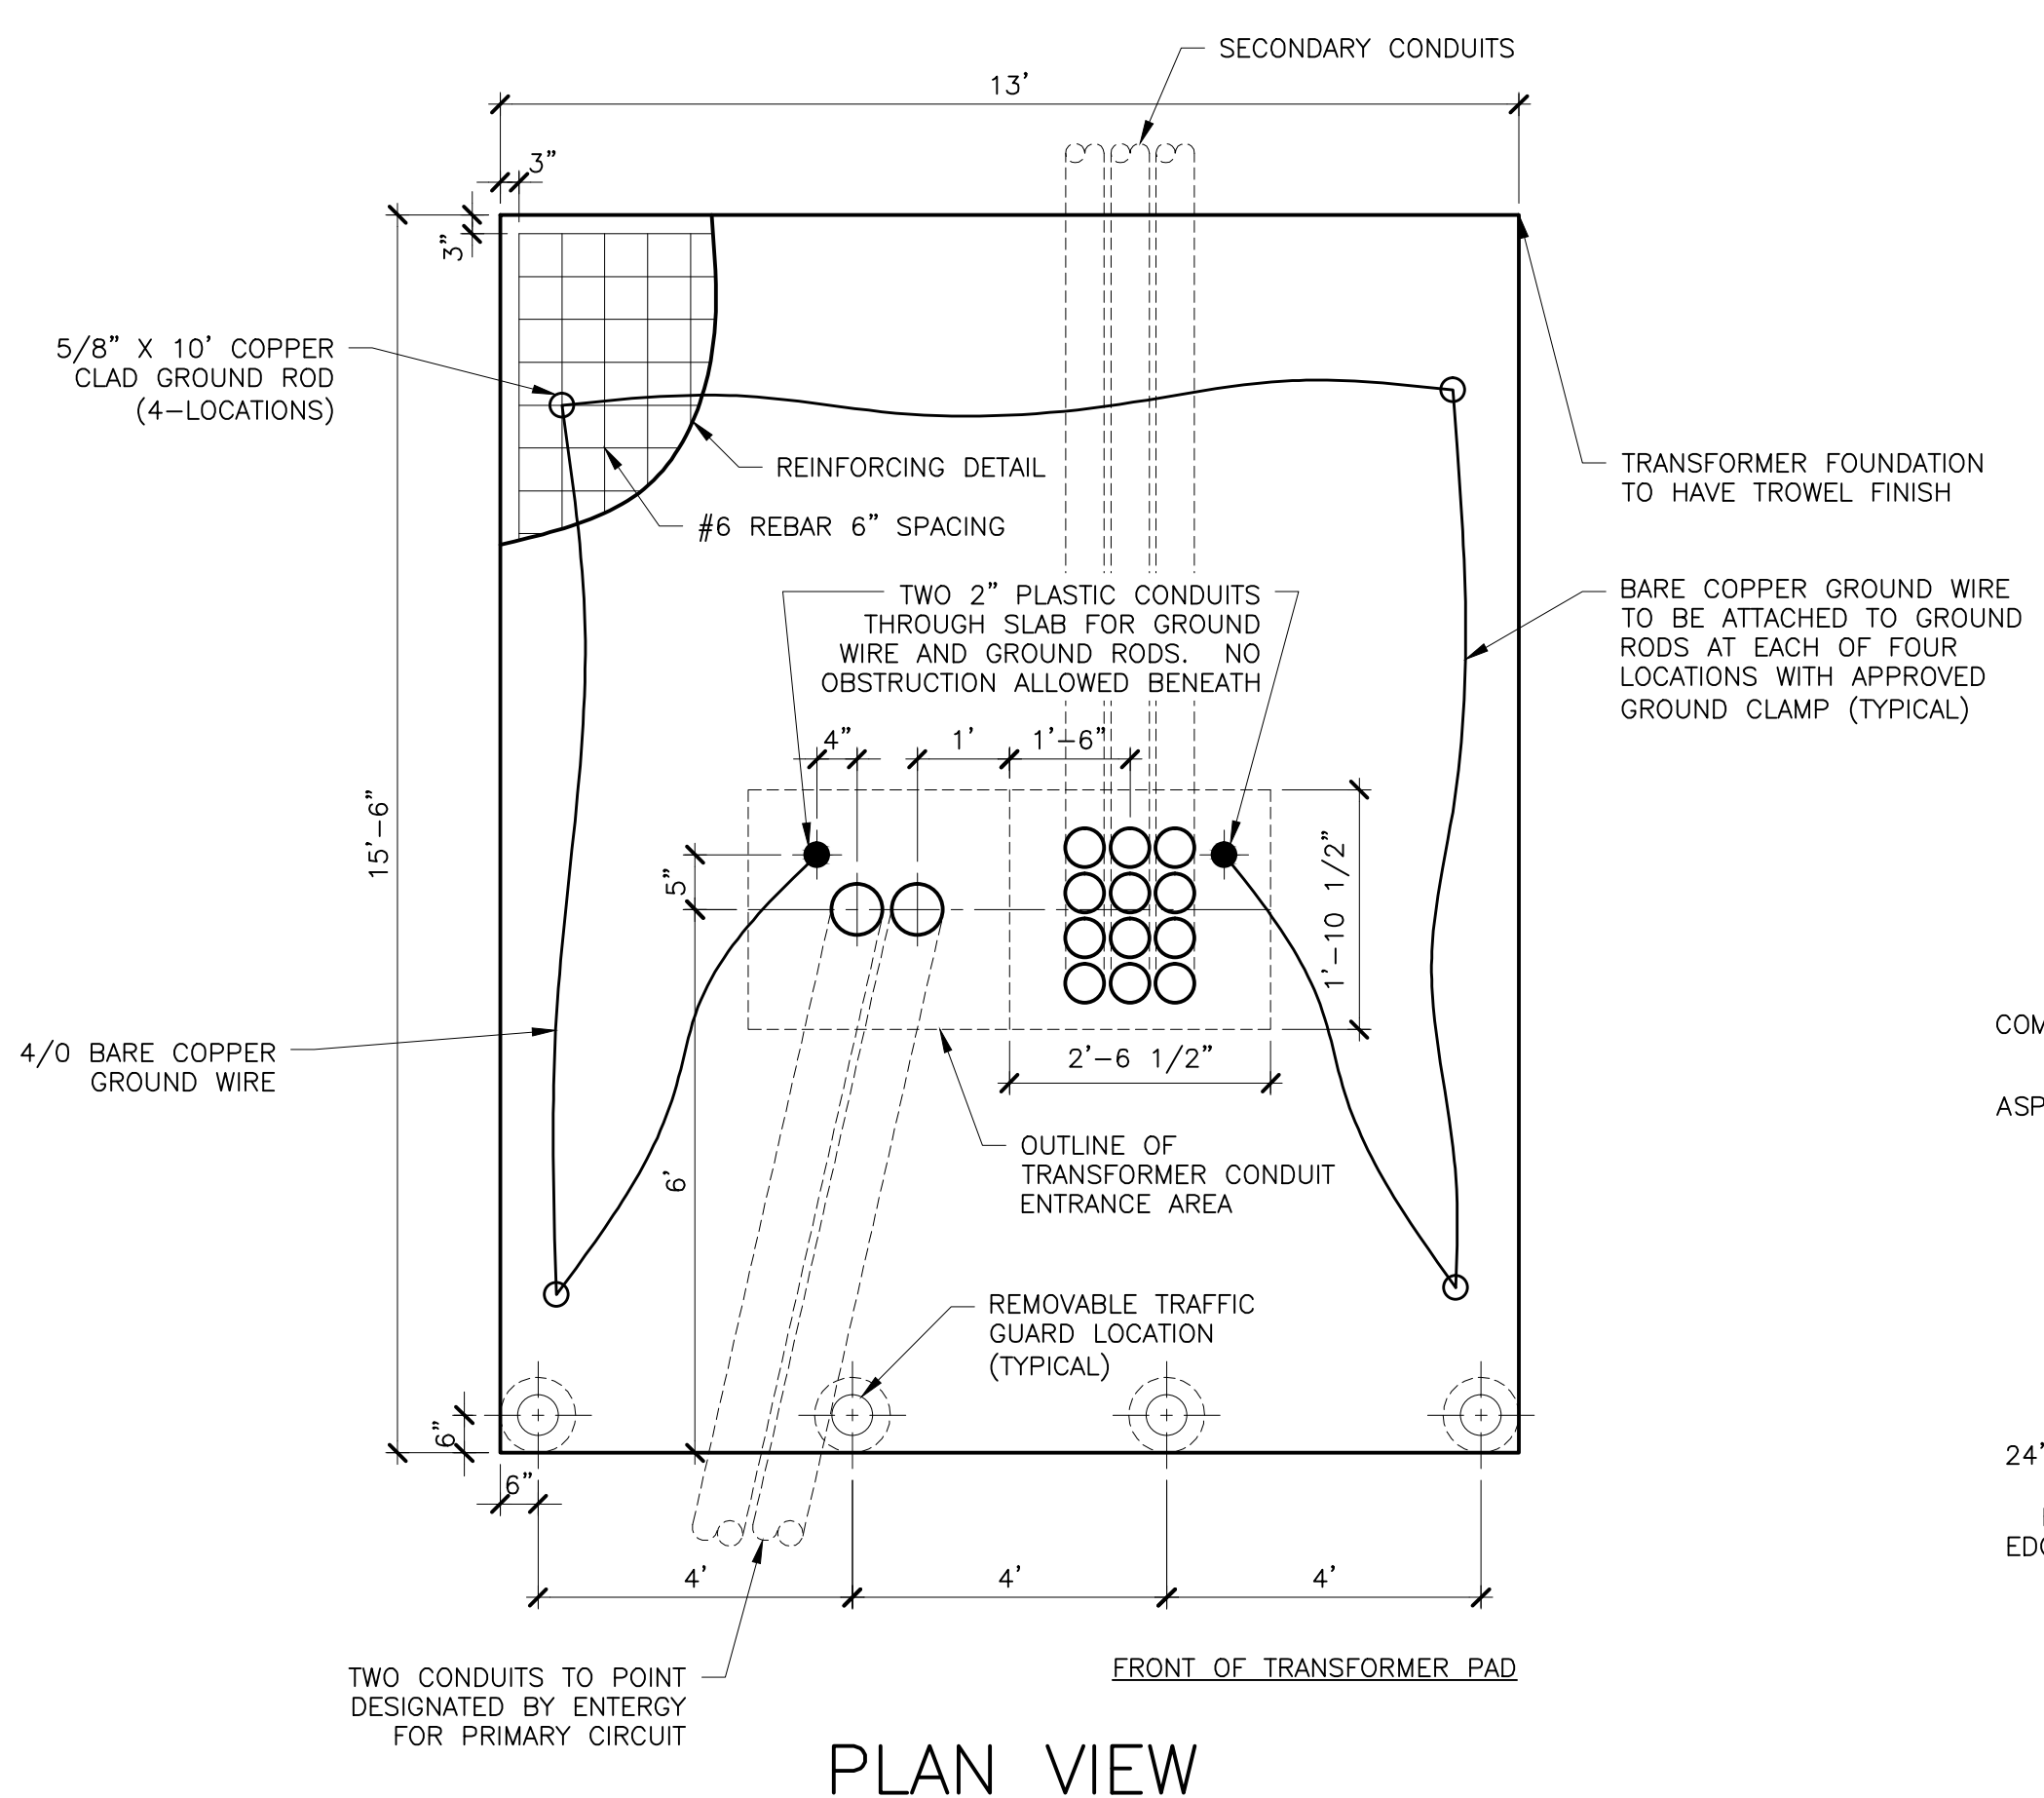 SECONDARY CONDUITS
13'
3"
3"
5/8" X 10' COPPER
CLAD GROUND ROD
(4-LOCATIONS)
REINFORCING DETAIL
#6 REBAR 6" SPACING
TRANSFORMER FOUNDATION
TO HAVE TROWEL FINISH
TWO 2" PLASTIC CONDUITS
THROUGH SLAB FOR GROUND
WIRE AND GROUND RODS. NO
OBSTRUCTION ALLOWED BENEATH
BARE COPPER GROUND WIRE
TO BE ATTACHED TO GROUND
RODS AT EACH OF FOUR
LOCATIONS WITH APPROVED
GROUND CLAMP (TYPICAL)
4"
1'
1'-6"
15'-6"
5"
1'-10 1/2"
2'-6 1/2"
4/0 BARE COPPER
GROUND WIRE
COM
ASP
OUTLINE OF
TRANSFORMER CONDUIT
ENTRANCE AREA
6'
REMOVABLE TRAFFIC
GUARD LOCATION
(TYPICAL)
6"
6"
24"
EDG
4'
4'
4'
TWO CONDUITS TO POINT
DESIGNATED BY ENTERGY
FOR PRIMARY CIRCUIT
FRONT OF TRANSFORMER PAD
PLAN VIEW